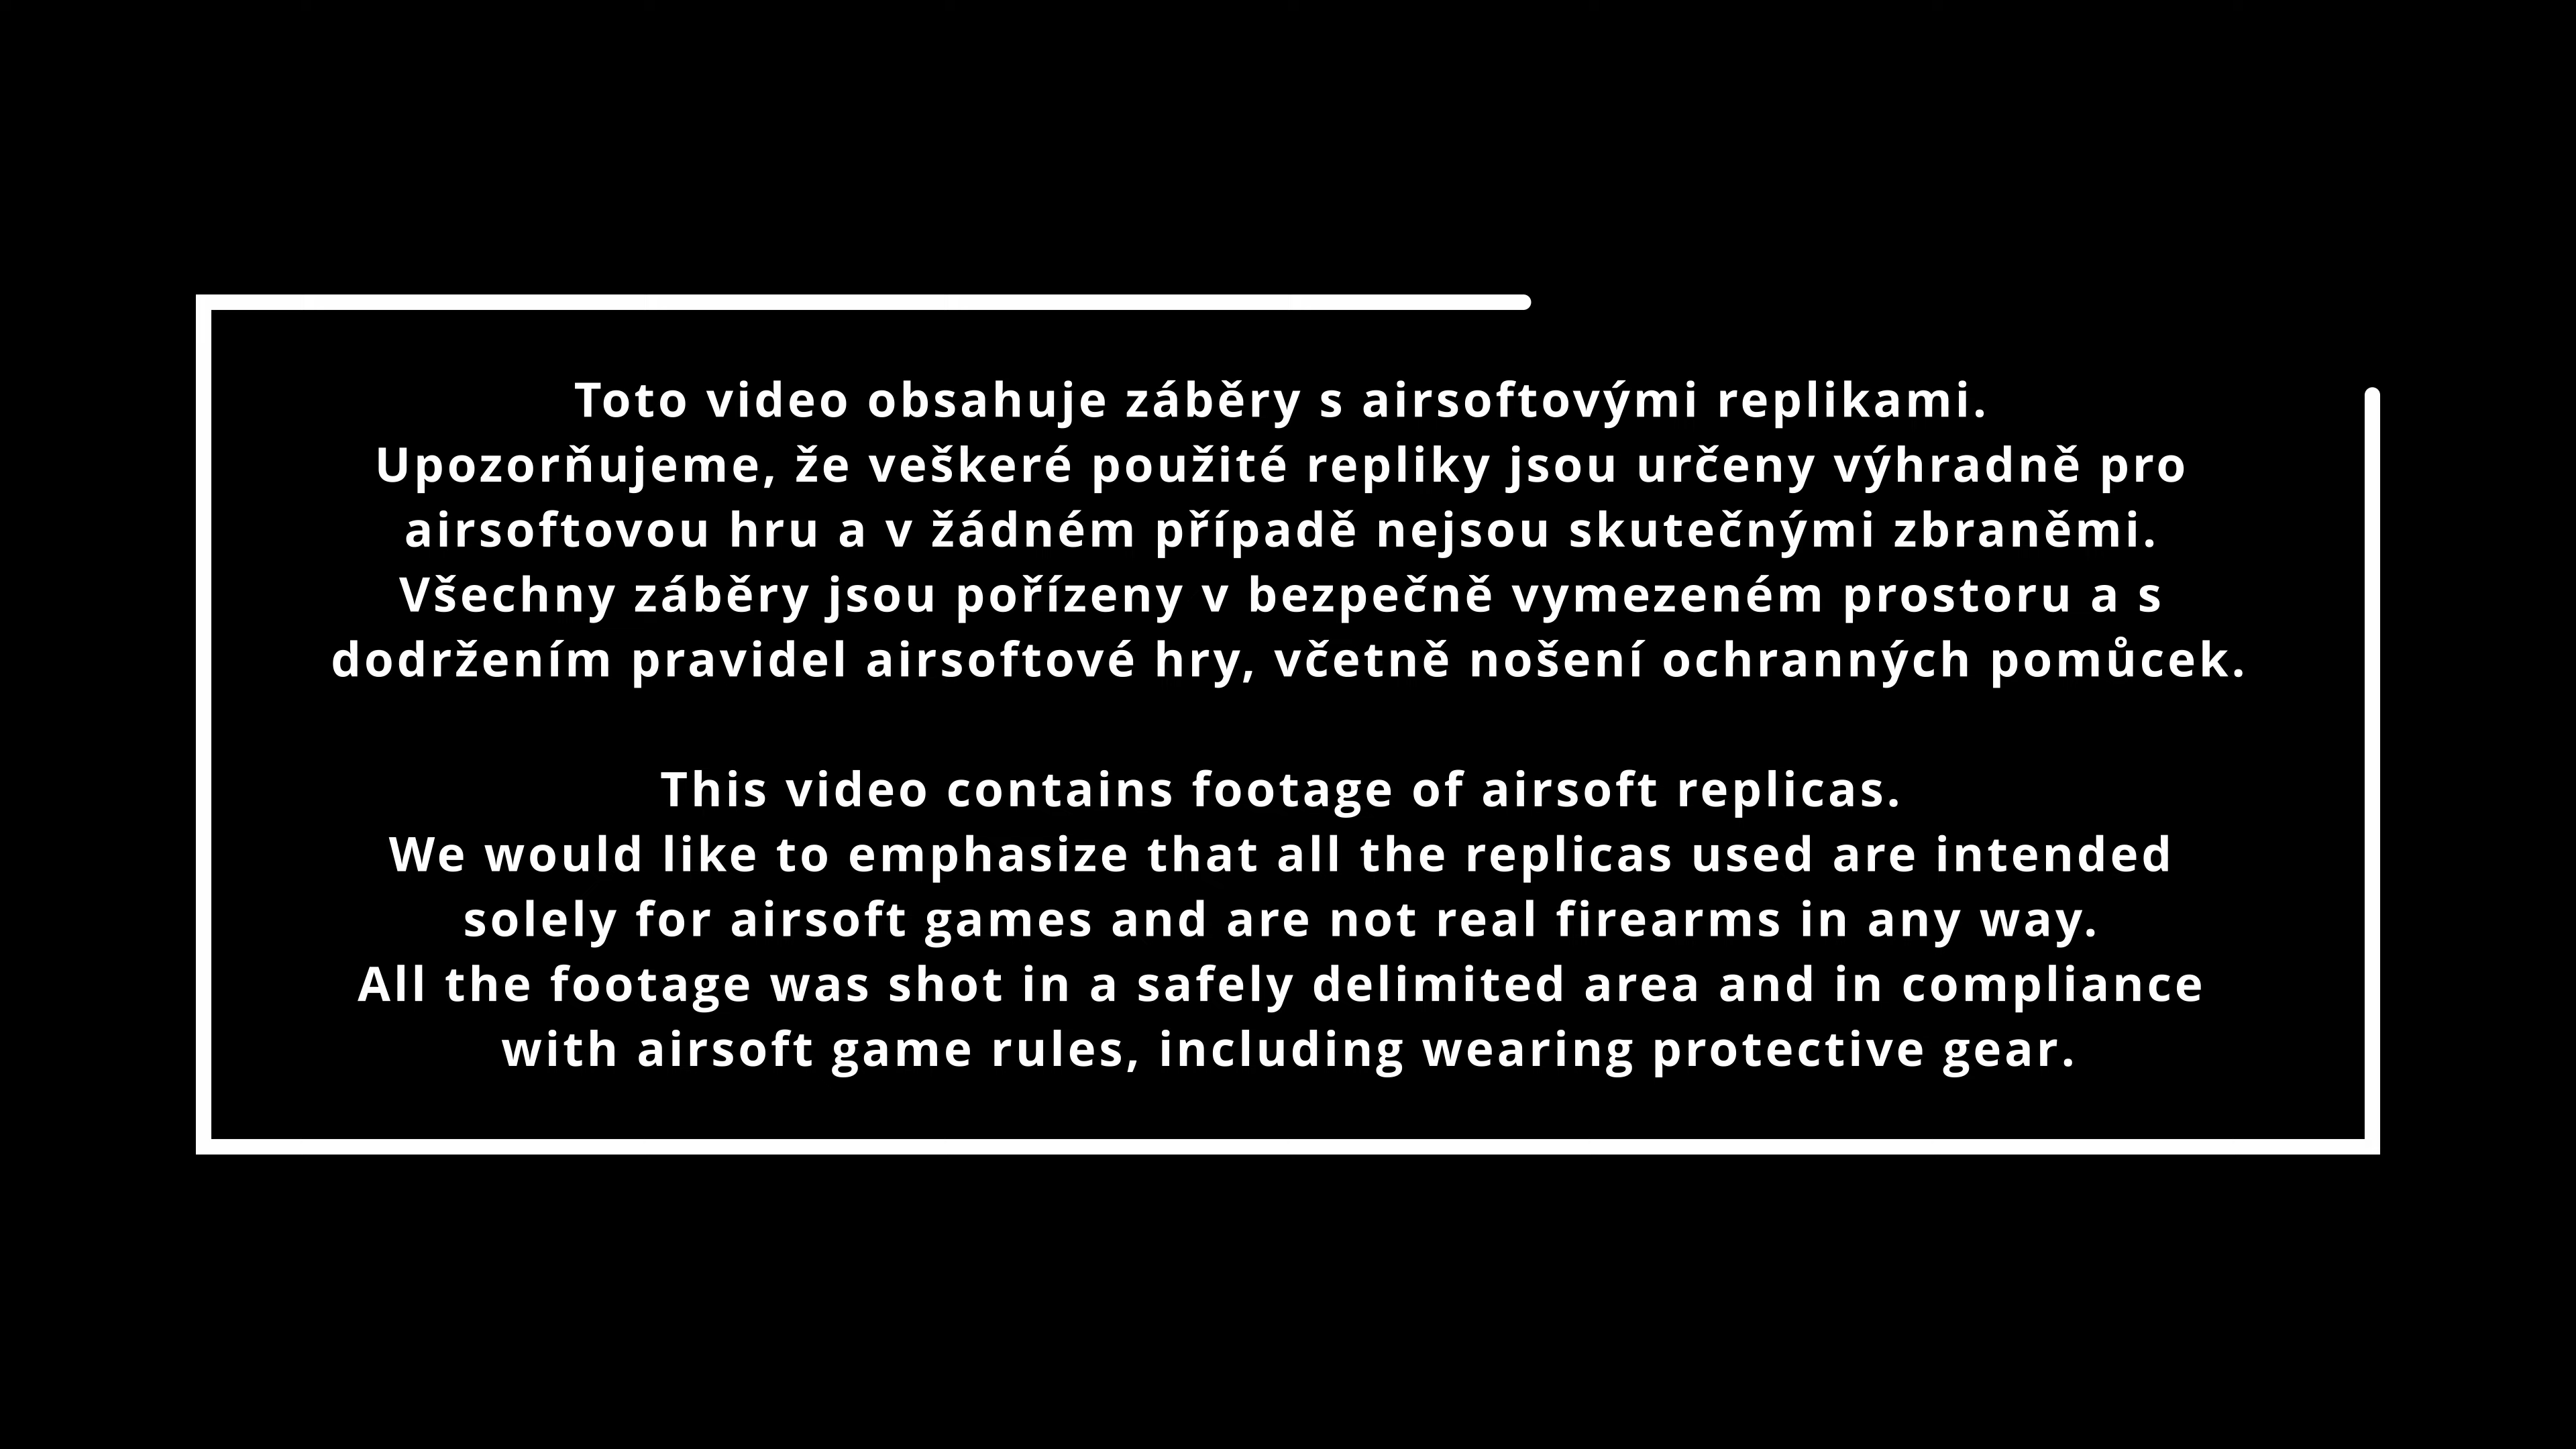 Toto video obsahuje záběry s airsoftovými replikami.
Upozorňujeme, že veškeré použité repliky jsou určeny výhradně pro
airsoftovou hru a v žádném případě nejsou skutečnými zbraněmi.
Všechny záběry jsou pořízeny v bezpečně vymezeném prostoru a s
dodržením pravidel airsoftové hry, včetně nošení ochranných pomůcek.
This video contains footage of airsoft replicas.
We would like to emphasize that all the replicas used are intended
solely for airsoft games and are not real firearms in any way.
All the footage was shot in a safely delimited area and in compliance
with airsoft game rules, including wearing protective gear.